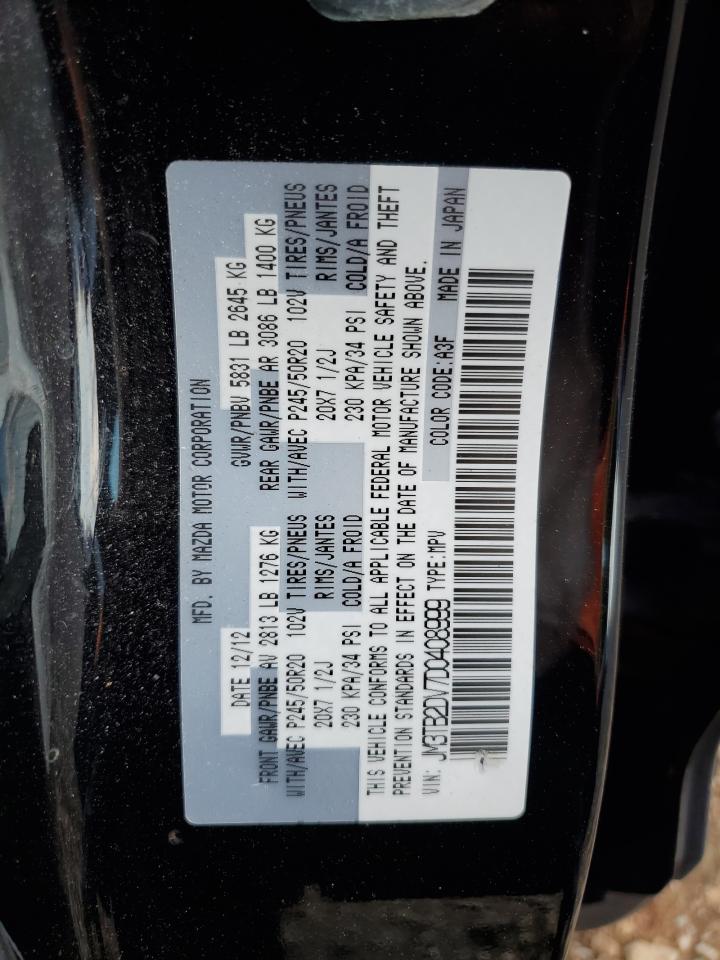 MFD. BY MAZDA MOTOR CORPORATION
DATE 12/12 GVWR/PNBV 5831 LB 2645 KG
FRONT GAWR/PNBE AV 2813 LB 1276 KG REAR GAWR/PNBE AR 3086 LB 1400 KG
WITH/AVEC P245/50R20 102V TIRES/PNEUS WITH/AVEC P245/50R20 102V TIRES/PNEUS
20X7 1/2J RIMS/JANTES 20X7 1/2J RIMS/JANTES
230 KPA/34 PSI COLD/A FROID 230 KPA/34 PSI COLD/A FROID
THIS VEHICLE CONFORMS TO ALL APPLICABLE FEDERAL MOTOR VEHICLE SAFETY AND THEFT
PREVENTION STANDARDS IN EFFECT ON THE DATE OF MANUFACTURE SHOWN ABOVE.
VIN: JM3TB2DV7D0408999 TYPE:MPV COLOR CODE:A3F MADE IN JAPAN